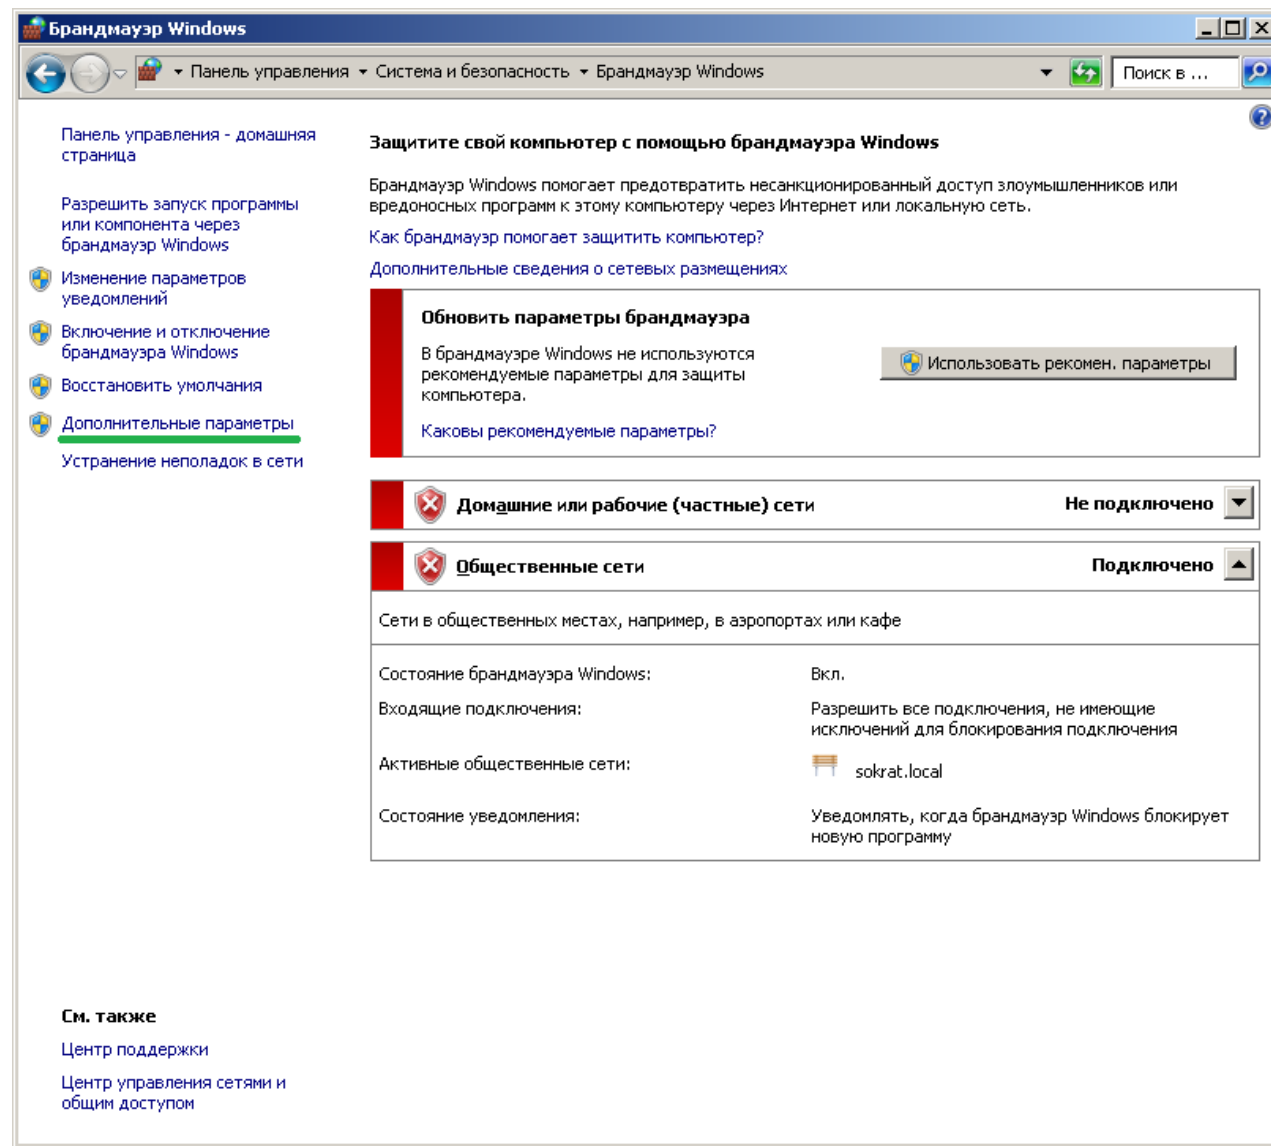 Брандмауэр Windows
Панель управления Система и безопасность Брандмауэр Windows
Поиск в ...
Панель управления - домашняя
страница
Разрешить запуск программы
или компонента через
брандмауэр Windows
Изменение параметров
уведомлений
Включение и отключение
брандмауэра Windows
Восстановить умолчания
Дополнительные параметры
Устранение неполадок в сети
Защитите свой компьютер с помощью брандмауэра Windows
Брандмауэр Windows помогает предотвратить несанкционированный доступ злоумышленников или
вредоносных программ к этому компьютеру через Интернет или локальную сеть.
Как брандмауэр помогает защитить компьютер?
Дополнительные сведения о сетевых размещениях
Обновить параметры брандмауэра
В брандмауэре Windows не используются
рекомендуемые параметры для защиты
компьютера.
Использовать рекомен. параметры
Каковы рекомендуемые параметры?
Домашние или рабочие (частные) сети
Не подключено
Общественные сети
Подключено
Сети в общественных местах, например, в аэропортах или кафе
Состояние брандмауэра Windows:
Вкл.
Входящие подключения:
Разрешить все подключения, не имеющие
исключений для блокирования подключения
Активные общественные сети:
sokrat.local
Состояние уведомления:
Уведомлять, когда брандмауэр Windows блокирует
новую программу
См. также
Центр поддержки
Центр управления сетями и
общим доступом